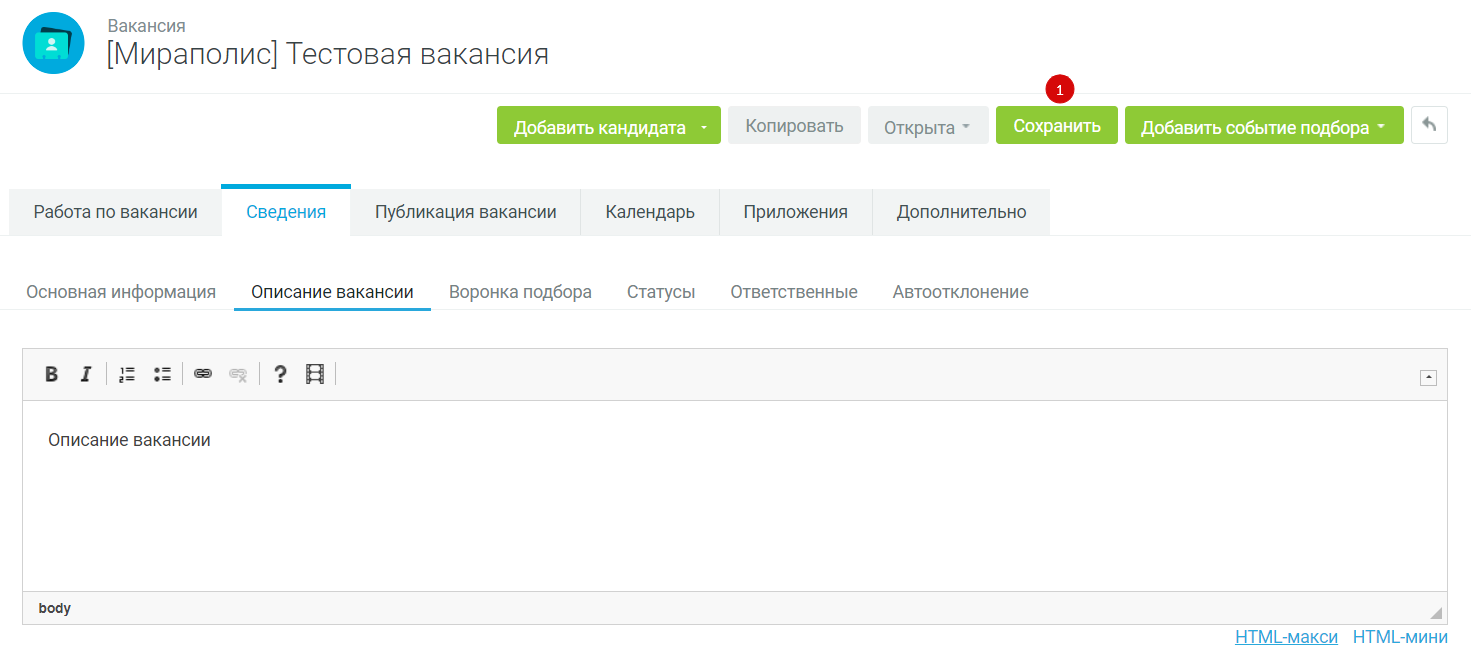 Вакансия
[Мираполис] Тестовая вакансия
1
Добавить кандидата Копировать Открыта Сохранить Добавить событие подбора
Работа по вакансии Сведения Публикация вакансии Календарь Приложения Дополнительно
Основная информация Описание вакансии Воронка подбора Статусы Ответственные Автоотклонение
B I ?
Описание вакансии
body
HTML-макси HTML-мини